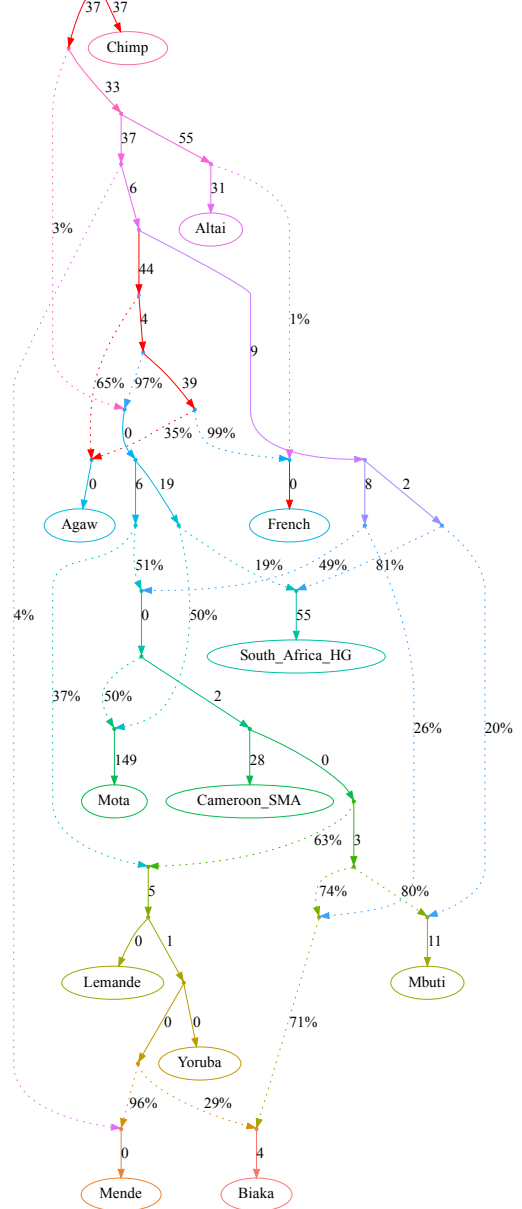 37 37
Chimp
33
37 55
6 31
3% Altai
44
4 1%
9
65% 97% 39
0 35% 99%
0 6 19 0 8 2
Agaw French
51% 19% 49% 81%
4% 0 50% 55
South_Africa_HG
37% 50% 2 26% 20%
149 28 0
Mota Cameroon_SMA
63% 3
5 74% 80%
0 1 11
Lemande Mbuti
0 0 71%
Yoruba
96% 29%
0 4
Mende Biaka